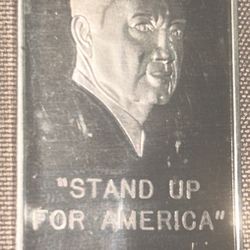 "STAND UP
FOR AMERICA"